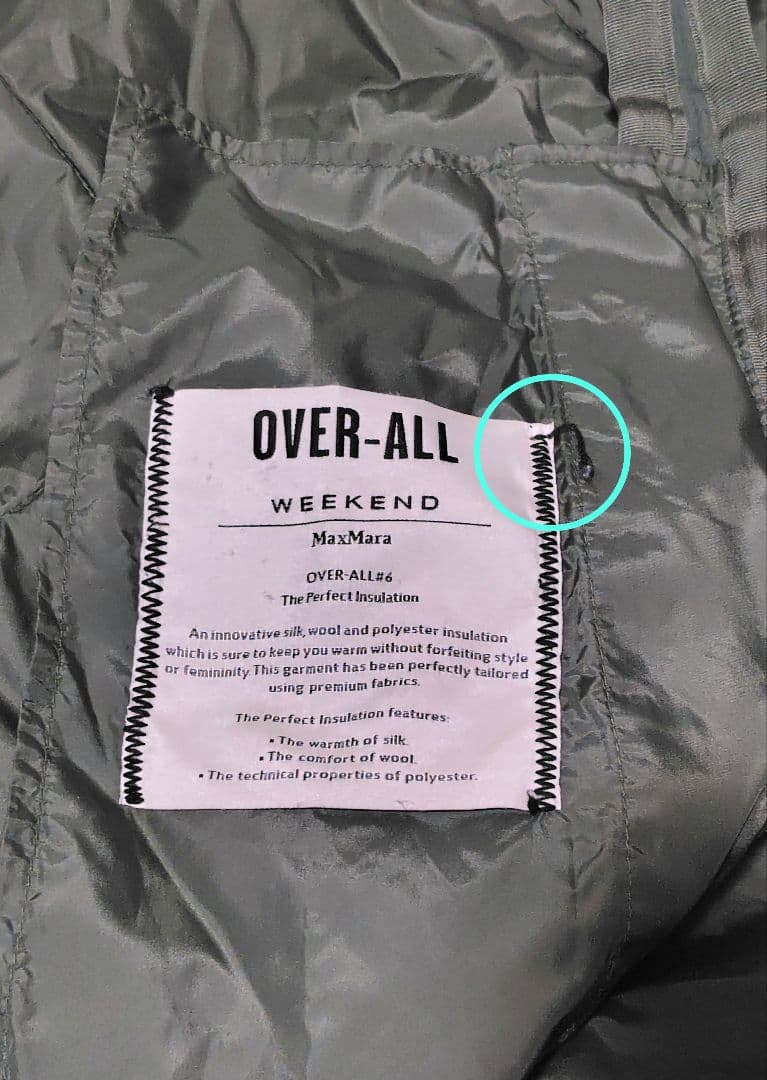 OVER-ALL
WEEKEND
MaxMara
OVER-ALL#6
The Perfect Insulation
An innovative silk, wool and polyester insulation
which is sure to keep you warm without forfeiting style
or femininity. This garment has been perfectly tailored
using premium fabrics.
The Perfect Insulation features:
▪ The warmth of silk.
▪ The comfort of wool.
▪ The technical properties of polyester.